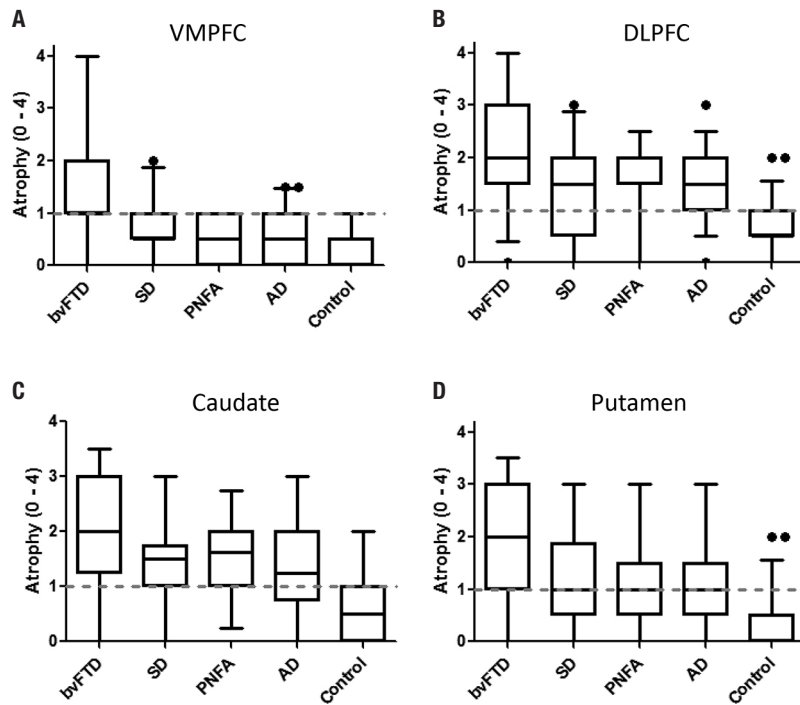 A
VMPFC
Atrophy (0 - 4)
4
3
2
1
0
bvFTD
SD
PNFA
AD
Control
B
DLPFC
Atrophy (0 - 4)
4
3
2
1
0
bvFTD
SD
PNFA
AD
Control
C
Caudate
Atrophy (0 - 4)
4
3
2
1
0
bvFTD
SD
PNFA
AD
Control
D
Putamen
Atrophy (0 - 4)
4
3
2
1
0
bvFTD
SD
PNFA
AD
Control